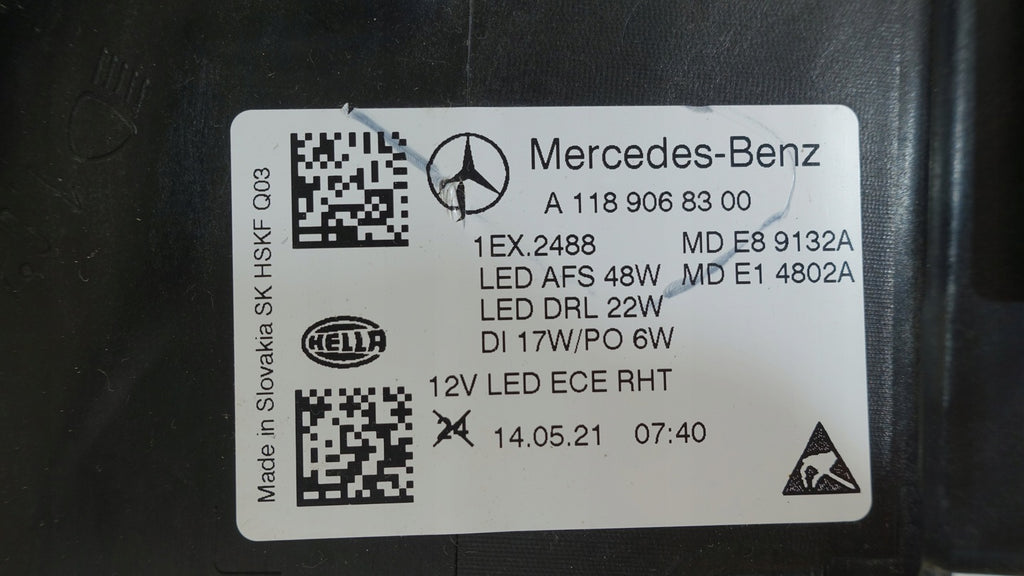 Made in Slovakia SK HSKF Q03
Mercedes-Benz
A 118 906 83 00
1EX.2488 MD E8 9132A
LED AFS 48W MD E1 4802A
LED DRL 22W
DI 17W/PO 6W
HELLA
12V LED ECE RHT
24 14.05.21 07:40